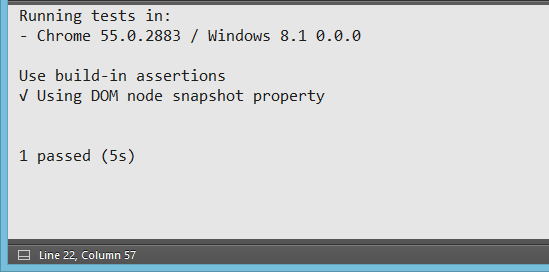 Running tests in:
- Chrome 55.0.2883 / Windows 8.1 0.0.0
Use build-in assertions
√ Using DOM node snapshot property
1 passed (5s)
Line 22, Column 57